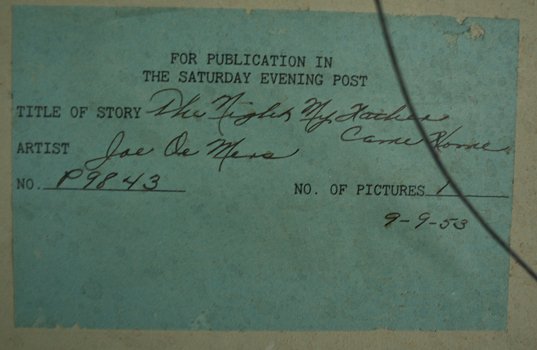 FOR PUBLICATION IN
THE SATURDAY EVENING POST
TITLE OF STORY The Night My Father
Came Home
ARTIST Joe De Mers
NO. P9843 NO. OF PICTURES 1
9-9-53